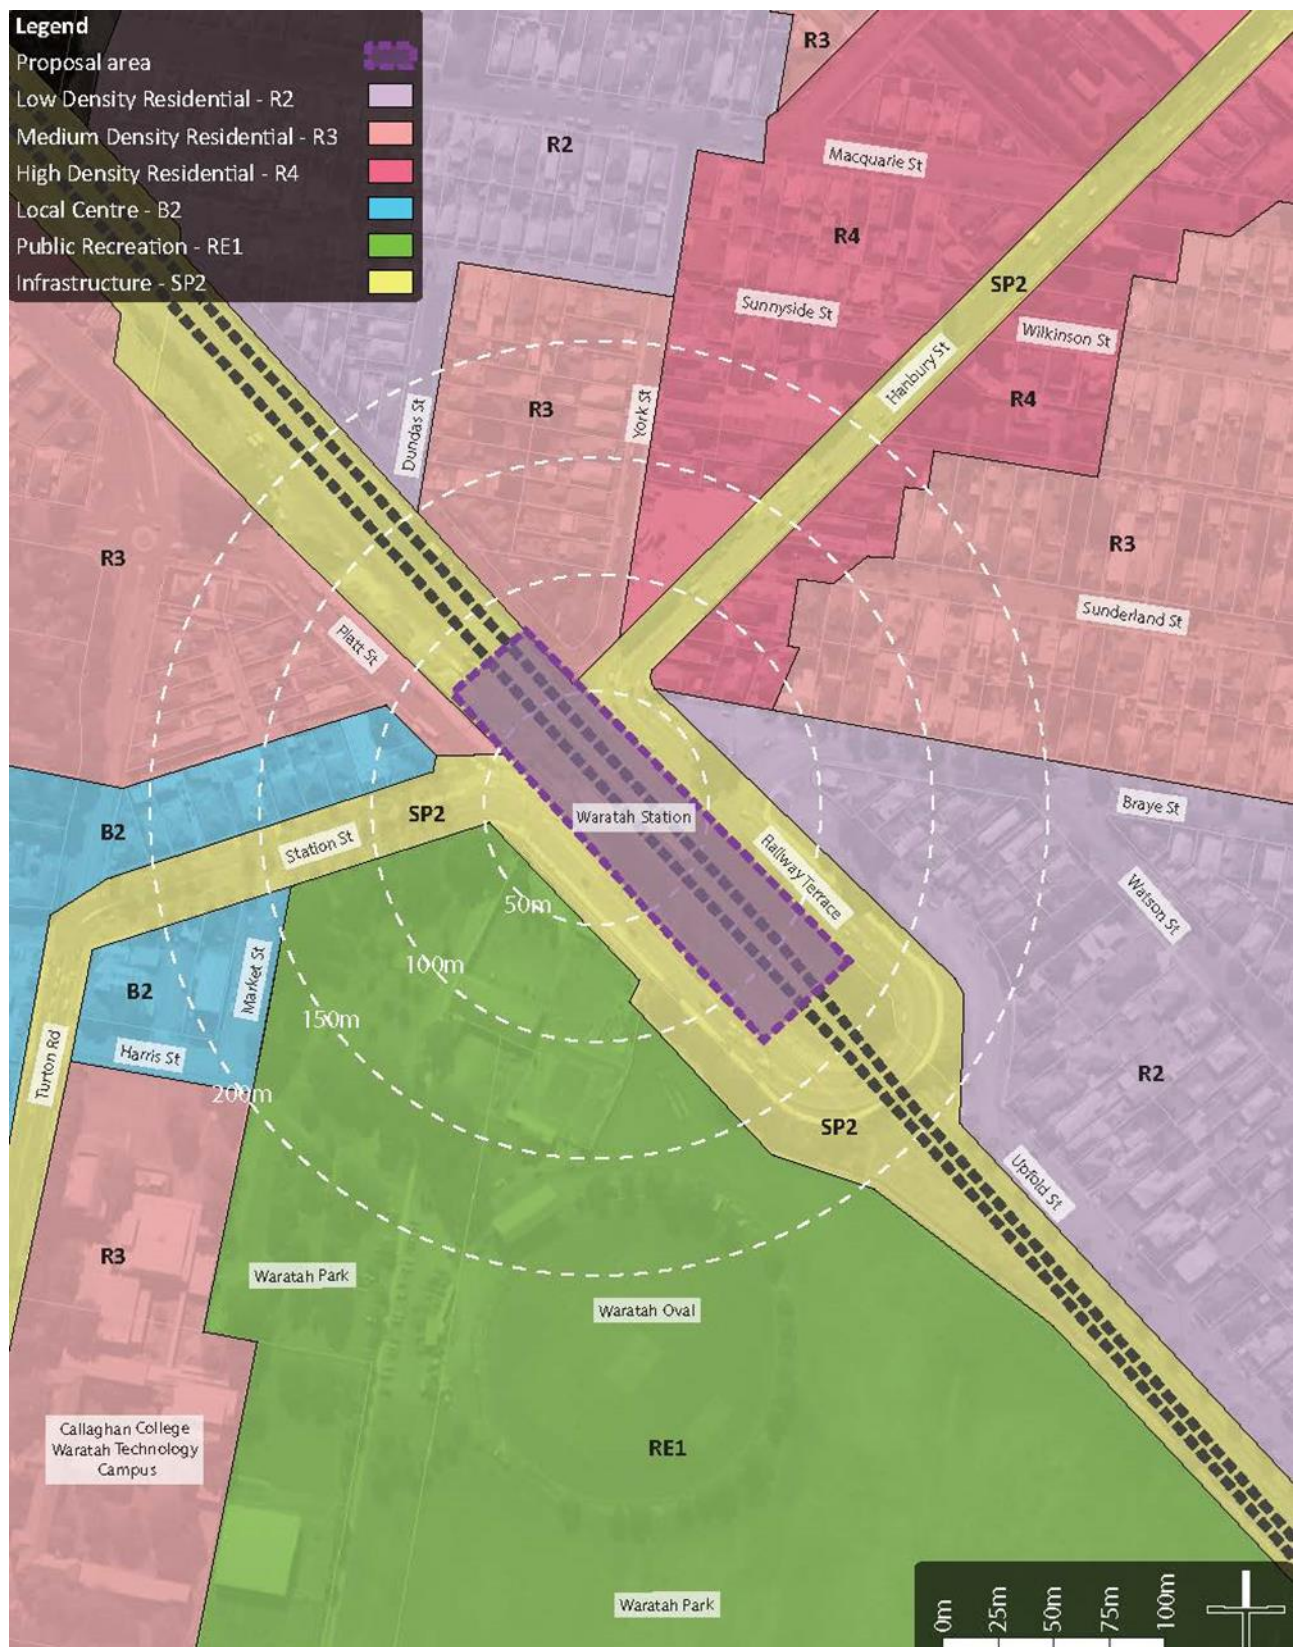 Legend
Proposal area
Low Density Residential - R2
Medium Density Residential - R3
High Density Residential - R4
Local Centre - B2
Public Recreation - RE1
Infrastructure - SP2
R3
R2
Macquarie St
R4
SP2
Sunnyside St
Wilkinson St
Hanbury St
R4
R3
York St
Dundas St
R3
R3
Sunderland St
Platt St
Braye St
SP2
Waratah Station
B2
Station St
Railway Terrace
Watson St
50m
100m
Market St
B2
150m
Harris St
Turton Rd
200m
R2
SP2
Upfold St
R3
Waratah Park
Waratah Oval
Callaghan College
Waratah Technology
Campus
RE1
Waratah Park
0m
25m
50m
75m
100m